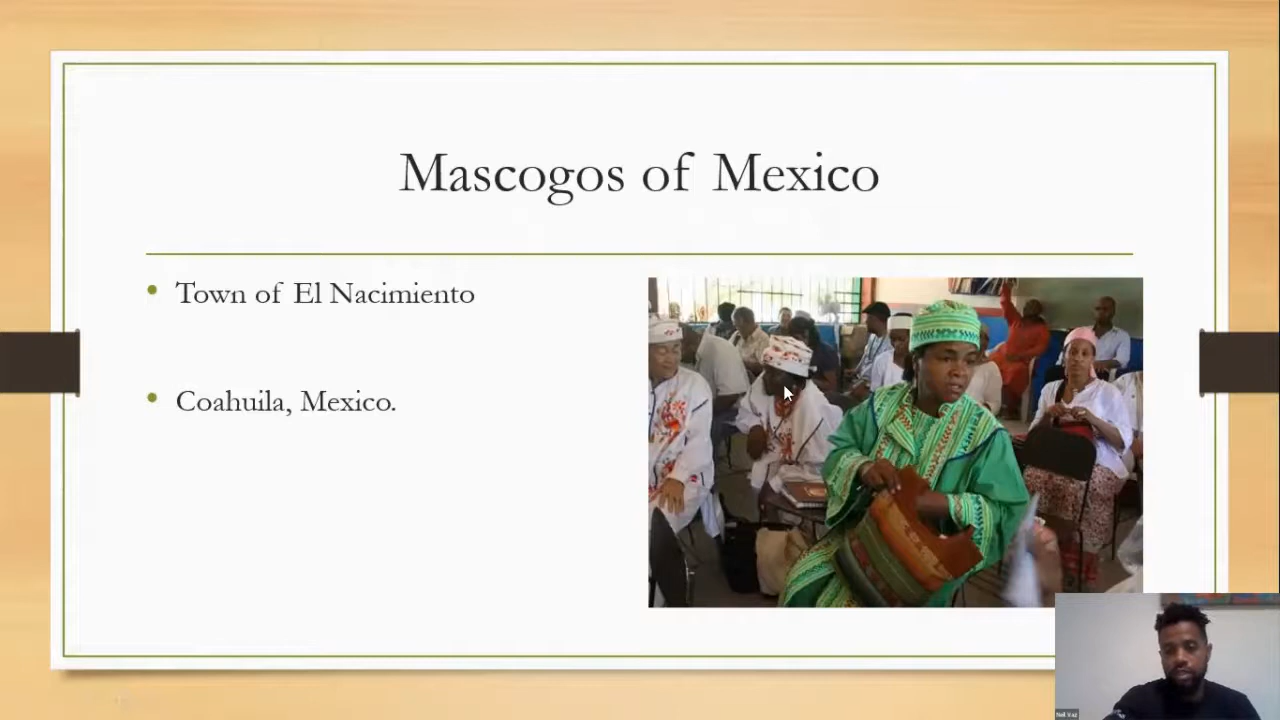 Mascogos of Mexico
Town of El Nacimiento
Coahuila, Mexico.